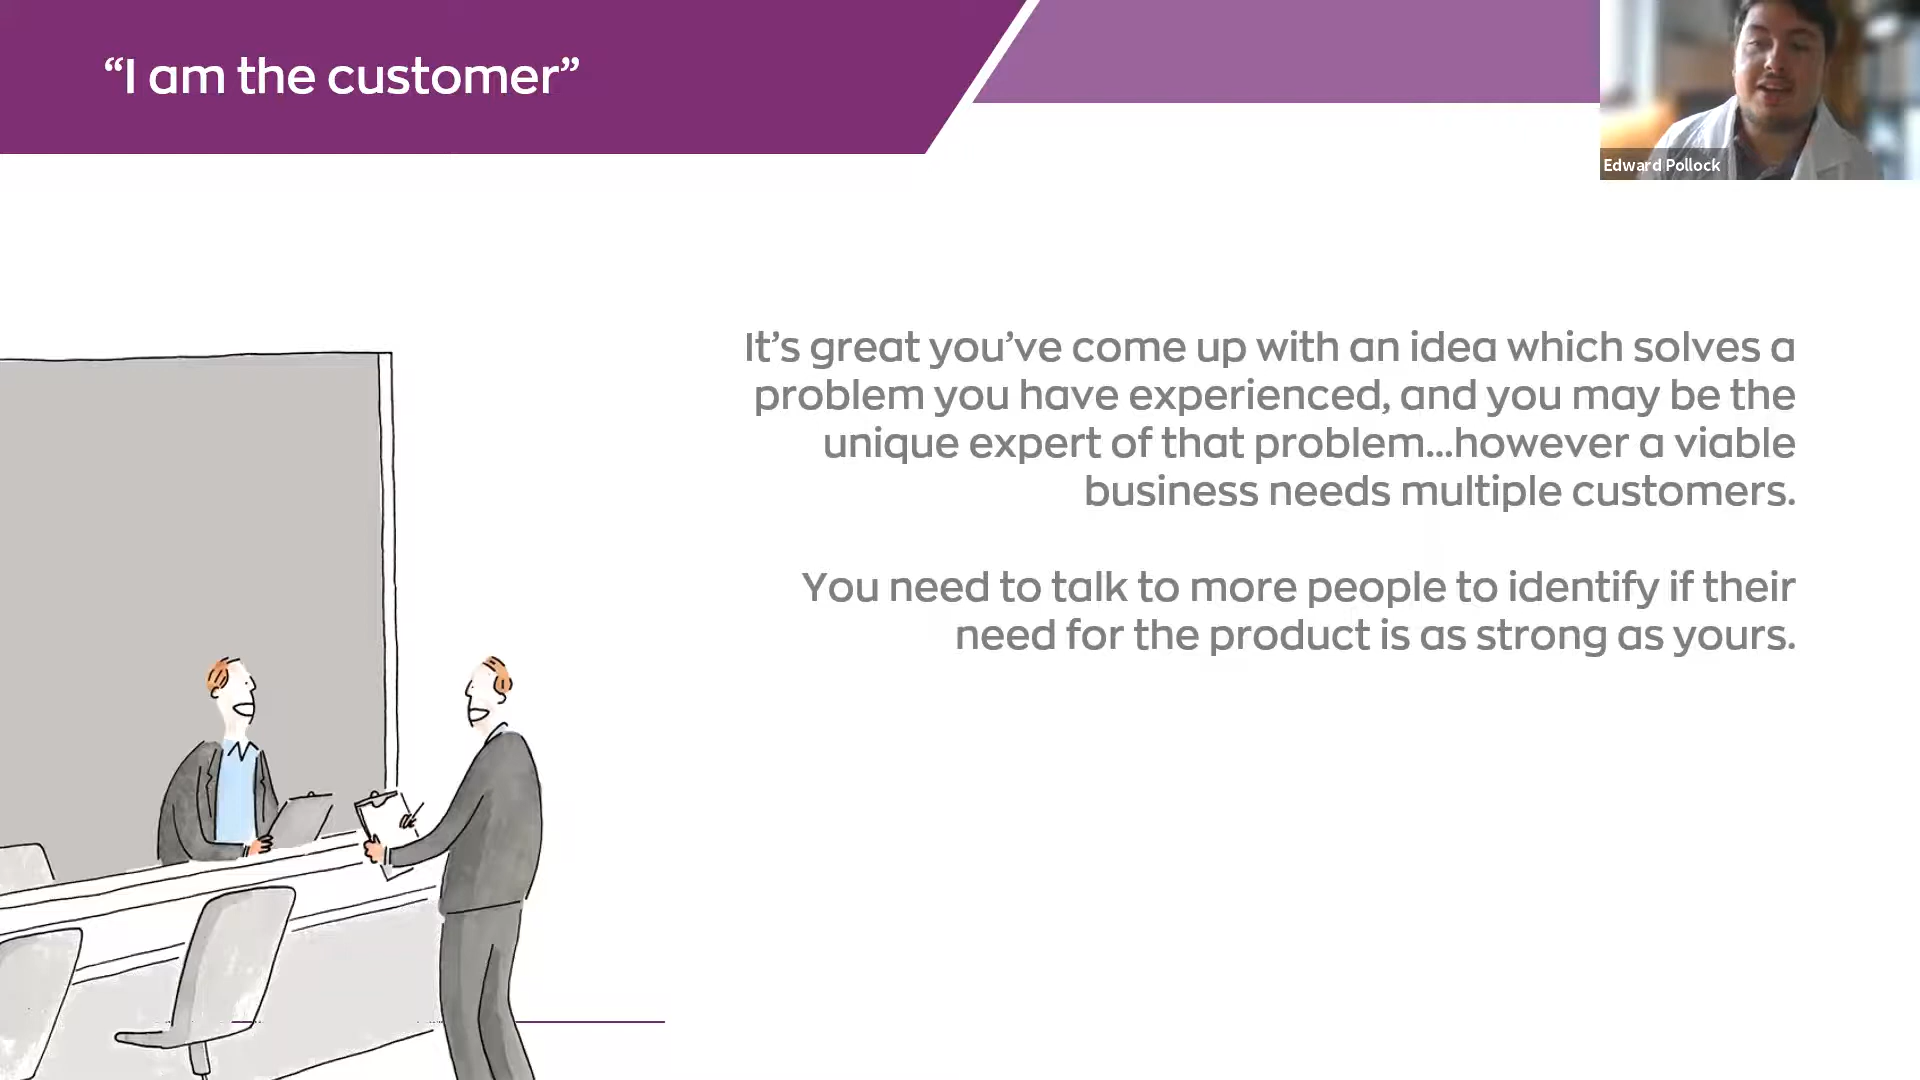 “I am the customer”
Edward Pollock
It’s great you’ve come up with an idea which solves a
problem you have experienced, and you may be the
unique expert of that problem...however a viable
business needs multiple customers.
You need to talk to more people to identify if their
need for the product is as strong as yours.